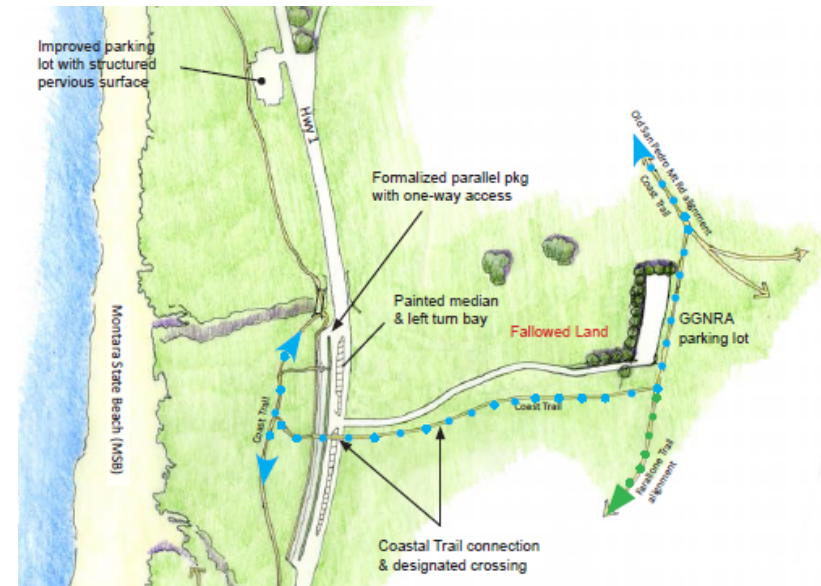 Improved parking
lot with structured
pervious surface
Hwy 1
Old San Pedro Mt Rd alignment
Coast Trail
Formalized parallel pkg
with one-way access
Painted median
& left turn bay
Fallowed Land
GGNRA
parking lot
Montara State Beach (MSB)
Coast Trail
Coast Trail
Farallone Trail
alignment
Coastal Trail connection
& designated crossing